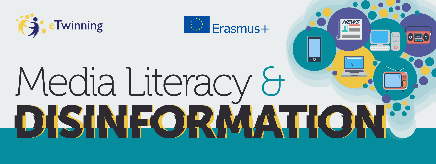 eTwinning
Erasmus+
NEWS
Media Literacy &
DISINFORMATION